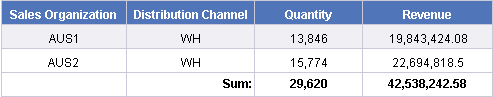 Sales Organization Distribution Channel Quantity Revenue
AUS1 WH 13,846 19,843,424.08
AUS2 WH 15,774 22,694,818.5
Sum: 29,620 42,538,242.58